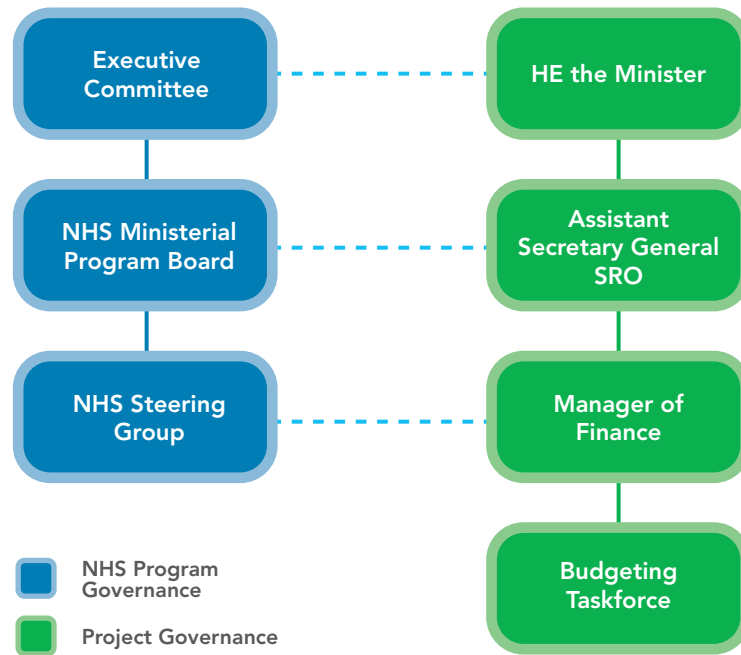 Executive
Committee
HE the Minister
NHS Ministerial
Program Board
Assistant
Secretary General
SRO
NHS Steering
Group
Manager of
Finance
Budgeting
Taskforce
NHS Program
Governance
Project Governance